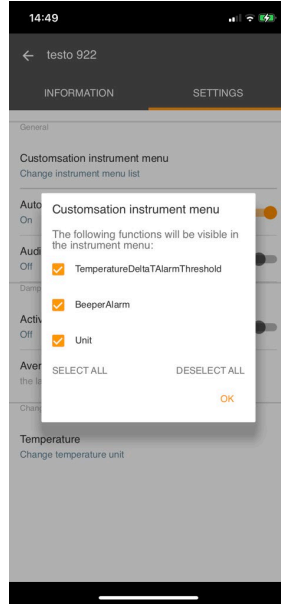 14:49
testo 922
INFORMATION SETTINGS
General
Customsation instrument menu
Change instrument menu list
Auto
On
Customsation instrument menu
The following functions will be visible in
the instrument menu:
TemperatureDeltaTAlarmThreshold
BeeperAlarm
Unit
SELECT ALL DESELECT ALL
OK
Audi
Off
Damp
Activ
Off
Aver
the la
Chang
Temperature
Change temperature unit